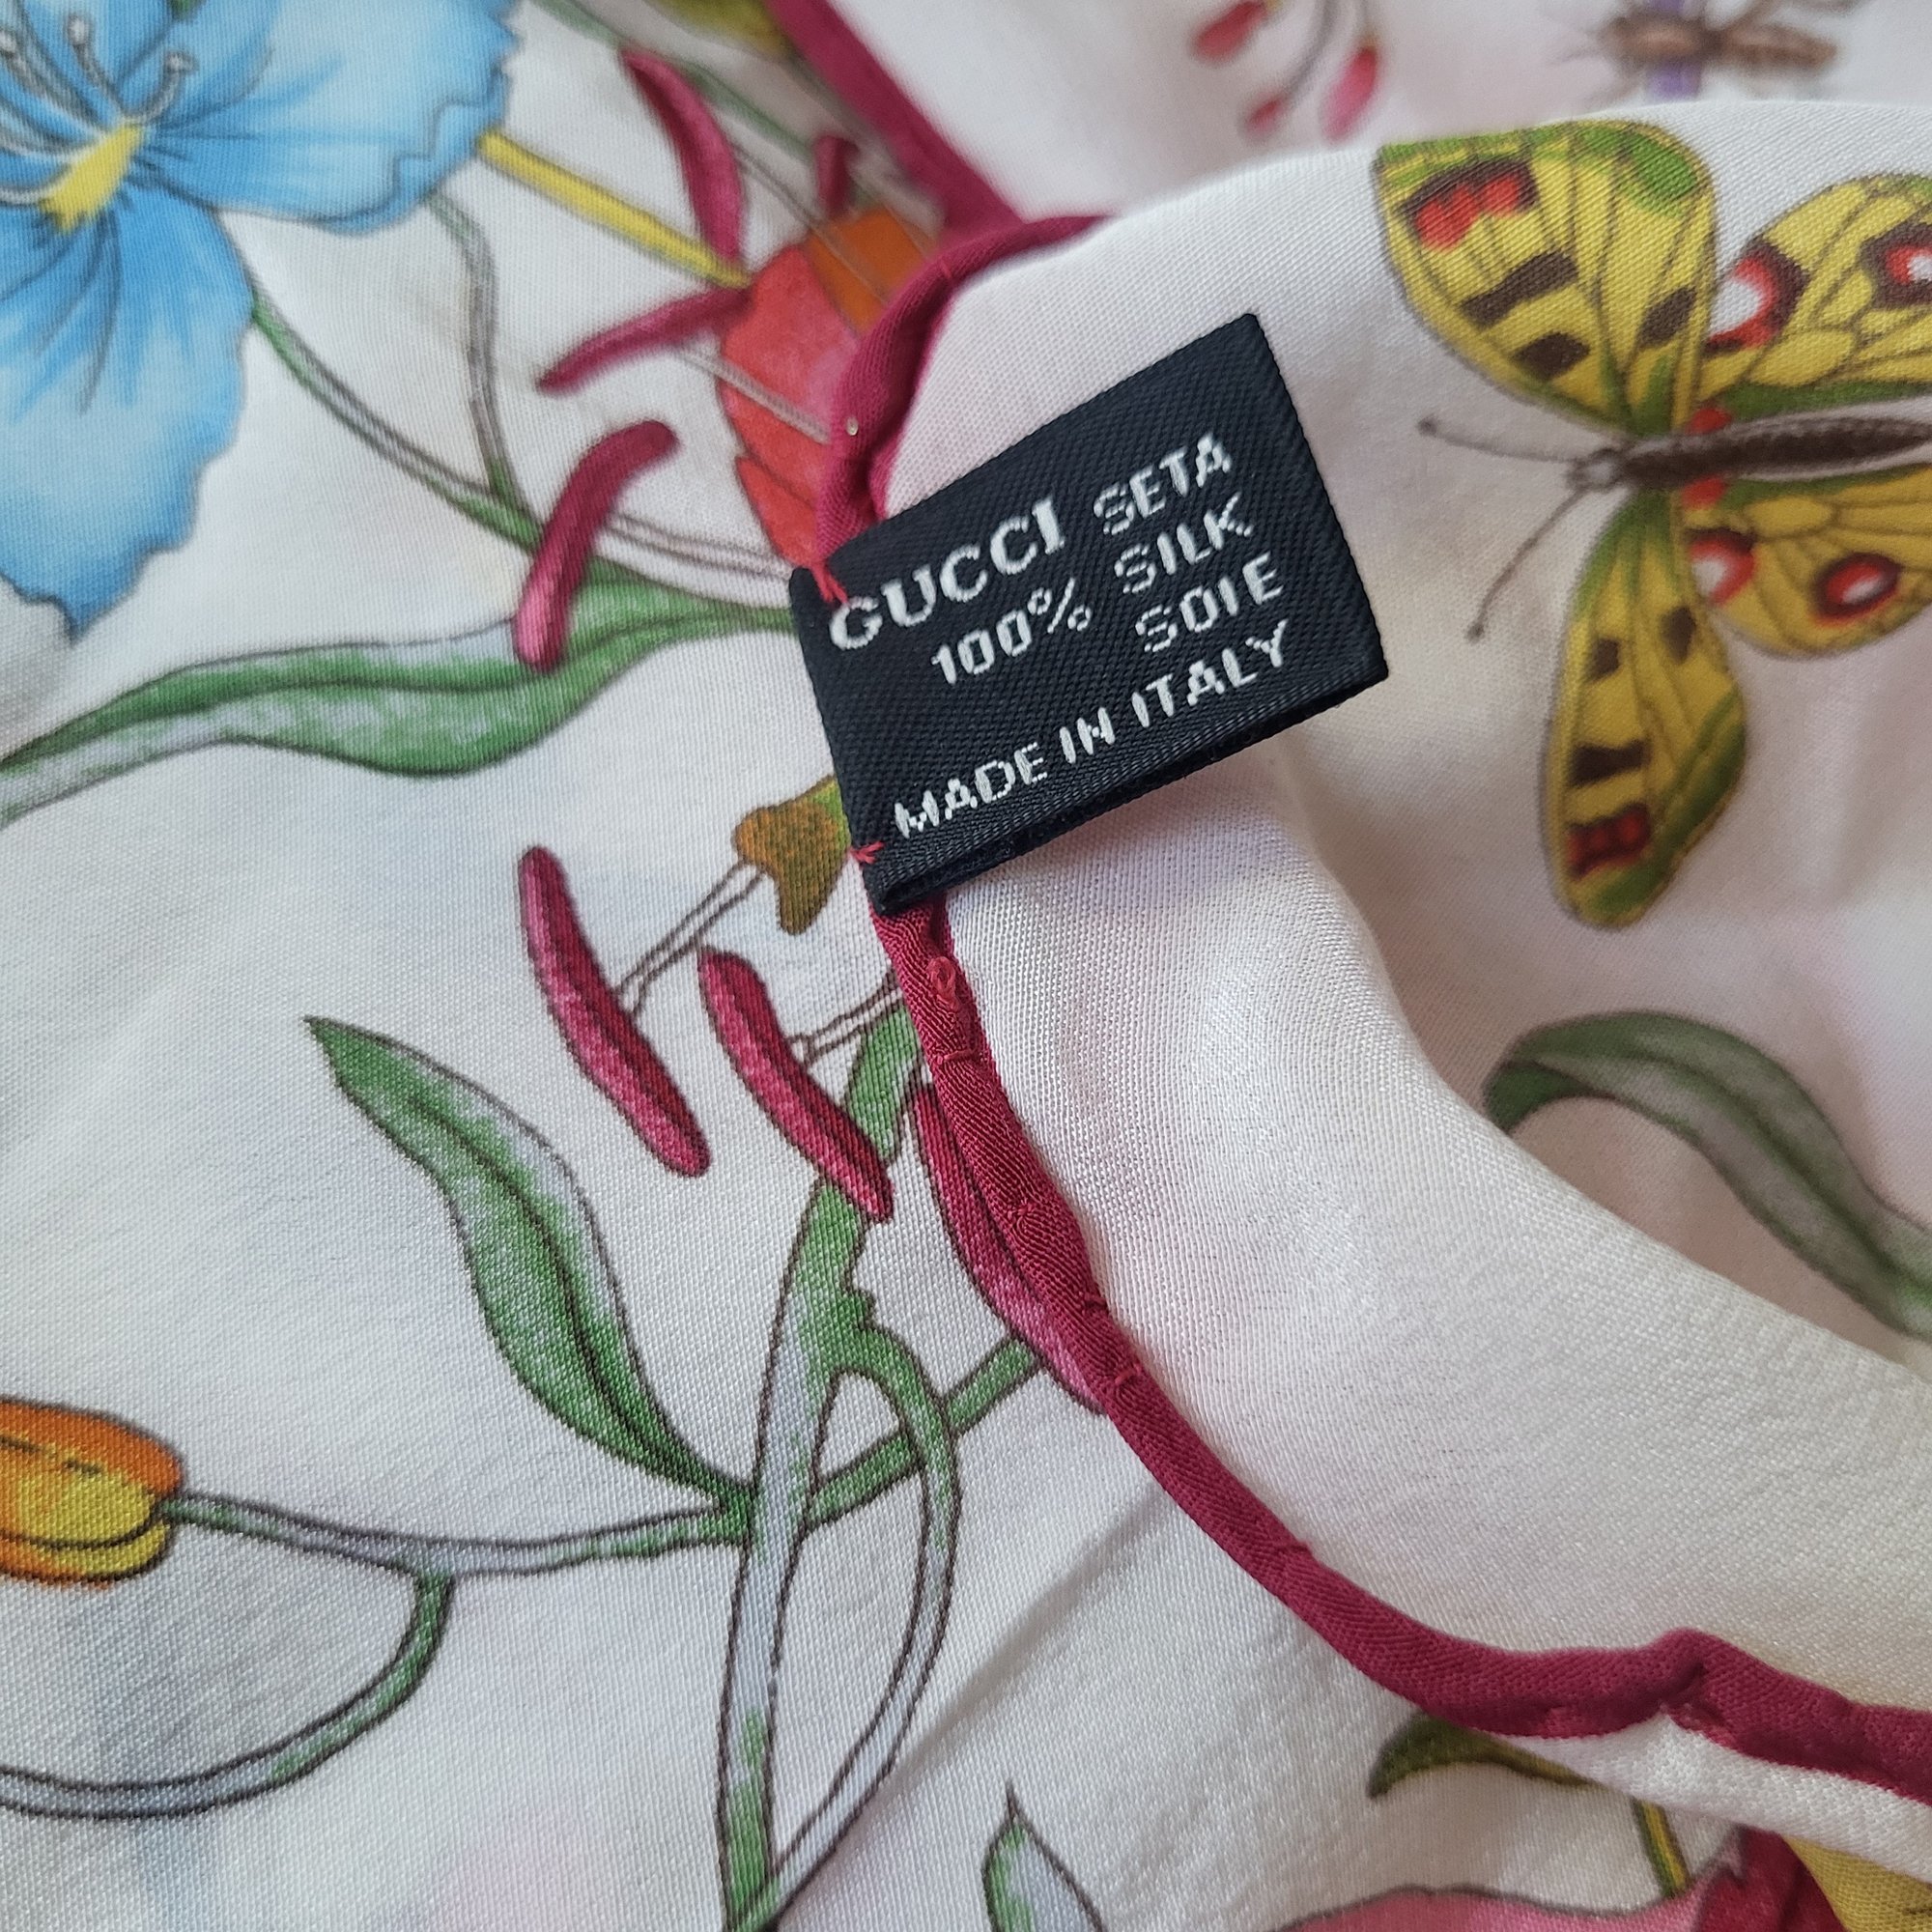 GUCCI SETA
100% SILK
SOIE
MADE IN ITALY